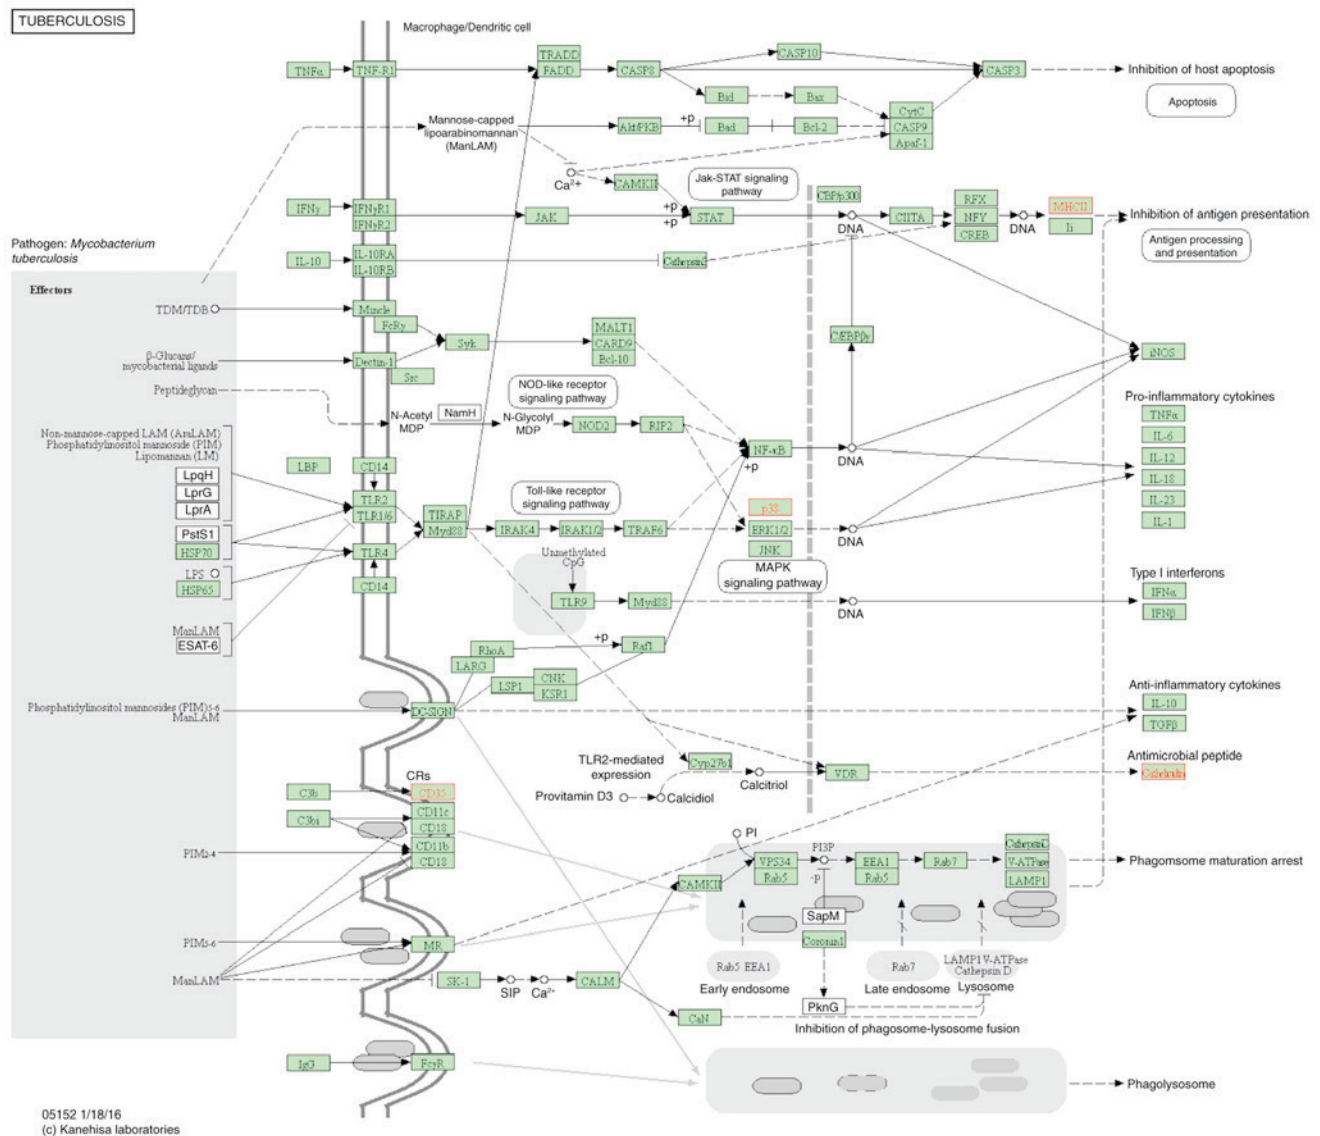 TUBERCULOSIS
Macrophage/Dendritic cell
TNFα
TNF-R1
TRADD
FADD
CASP8
CASP10
CASP3
Inhibition of host apoptosis
Apoptosis
Bid
Bax
CytC
CASP9
Apaf-1
Mannose-capped
lipoarabinomannan
(ManLAM)
Akt/PKB
+p
Bad
Bcl-2
Ca²⁺
CAMKII
Jak-STAT signaling
pathway
IFNγ
IFNγR1
IFNγR2
JAK
+p
+p
STAT
CBP/p300
DNA
CIITA
RFX
NFY
CREB
DNA
MHCII
Ii
Inhibition of antigen presentation
Antigen processing
and presentation
Pathogen: Mycobacterium
tuberculosis
IL-10
IL-10RA
IL-10RB
CathepsinS
Effectors
TDM/TDB
Mincle
FcRγ
Syk
MALT1
CARD9
Bcl-10
C/EBPβγ
iNOS
β-Glucans/
mycobacterial ligands
Dectin-1
Src
Peptideglycan
N-Acetyl
MDP
NamH
N-Glycolyl
MDP
NOD-like receptor
signaling pathway
NOD2
RIP2
NF-κB
+p
DNA
Pro-inflammatory cytokines
TNFα
IL-6
IL-12
IL-18
IL-23
IL-1
Non-mannose-capped LAM (AraLAM)
Phosphatidylinositol mannoside (PIM)
Lipomannan (LM)
LpqH
LprG
LprA
PstS1
HSP70
LPS
HSP65
ManLAM
ESAT-6
LBP
CD14
TLR2
TLR1/6
TLR4
CD14
TIRAP
Myd88
Toll-like receptor
signaling pathway
IRAK4
IRAK1/2
TRAF6
p38
ERK1/2
JNK
DNA
MAPK
signaling pathway
Unmethylated
CpG
TLR9
Myd88
DNA
Type I interferons
IFNα
IFNβ
RhoA
LARG
+p
Raf1
LSP1
CNK
KSR1
Phosphatidylinositol mannosides (PIM)5-6
ManLAM
DC-SIGN
Anti-inflammatory cytokines
IL-10
TGFβ
TLR2-mediated
expression
Cyp27b1
Calcitriol
VDR
Provitamin D3
Calcidiol
Antimicrobial peptide
Cathelicidin
CRs
C3b
CD35
C3bi
CD11c
CD18
CD11b
CD18
PIM2-4
PI
VPS34
Rab5
PI3P
-p
EEA1
Rab5
Rab7
CathepsinD
V-ATPase
LAMP1
Phagomsome maturation arrest
CAMKII
SapM
Coronin1
PIM5-6
MR
ManLAM
SK-1
SIP
Ca²⁺
CALM
CaN
Rab5 EEA1
Early endosome
Rab7
Late endosome
LAMP1 V-ATPase
Cathepsin D
Lysosome
PknG
Inhibition of phagosome-lysosome fusion
IgG
FcγR
Phagolysosome
05152 1/18/16
(c) Kanehisa laboratories